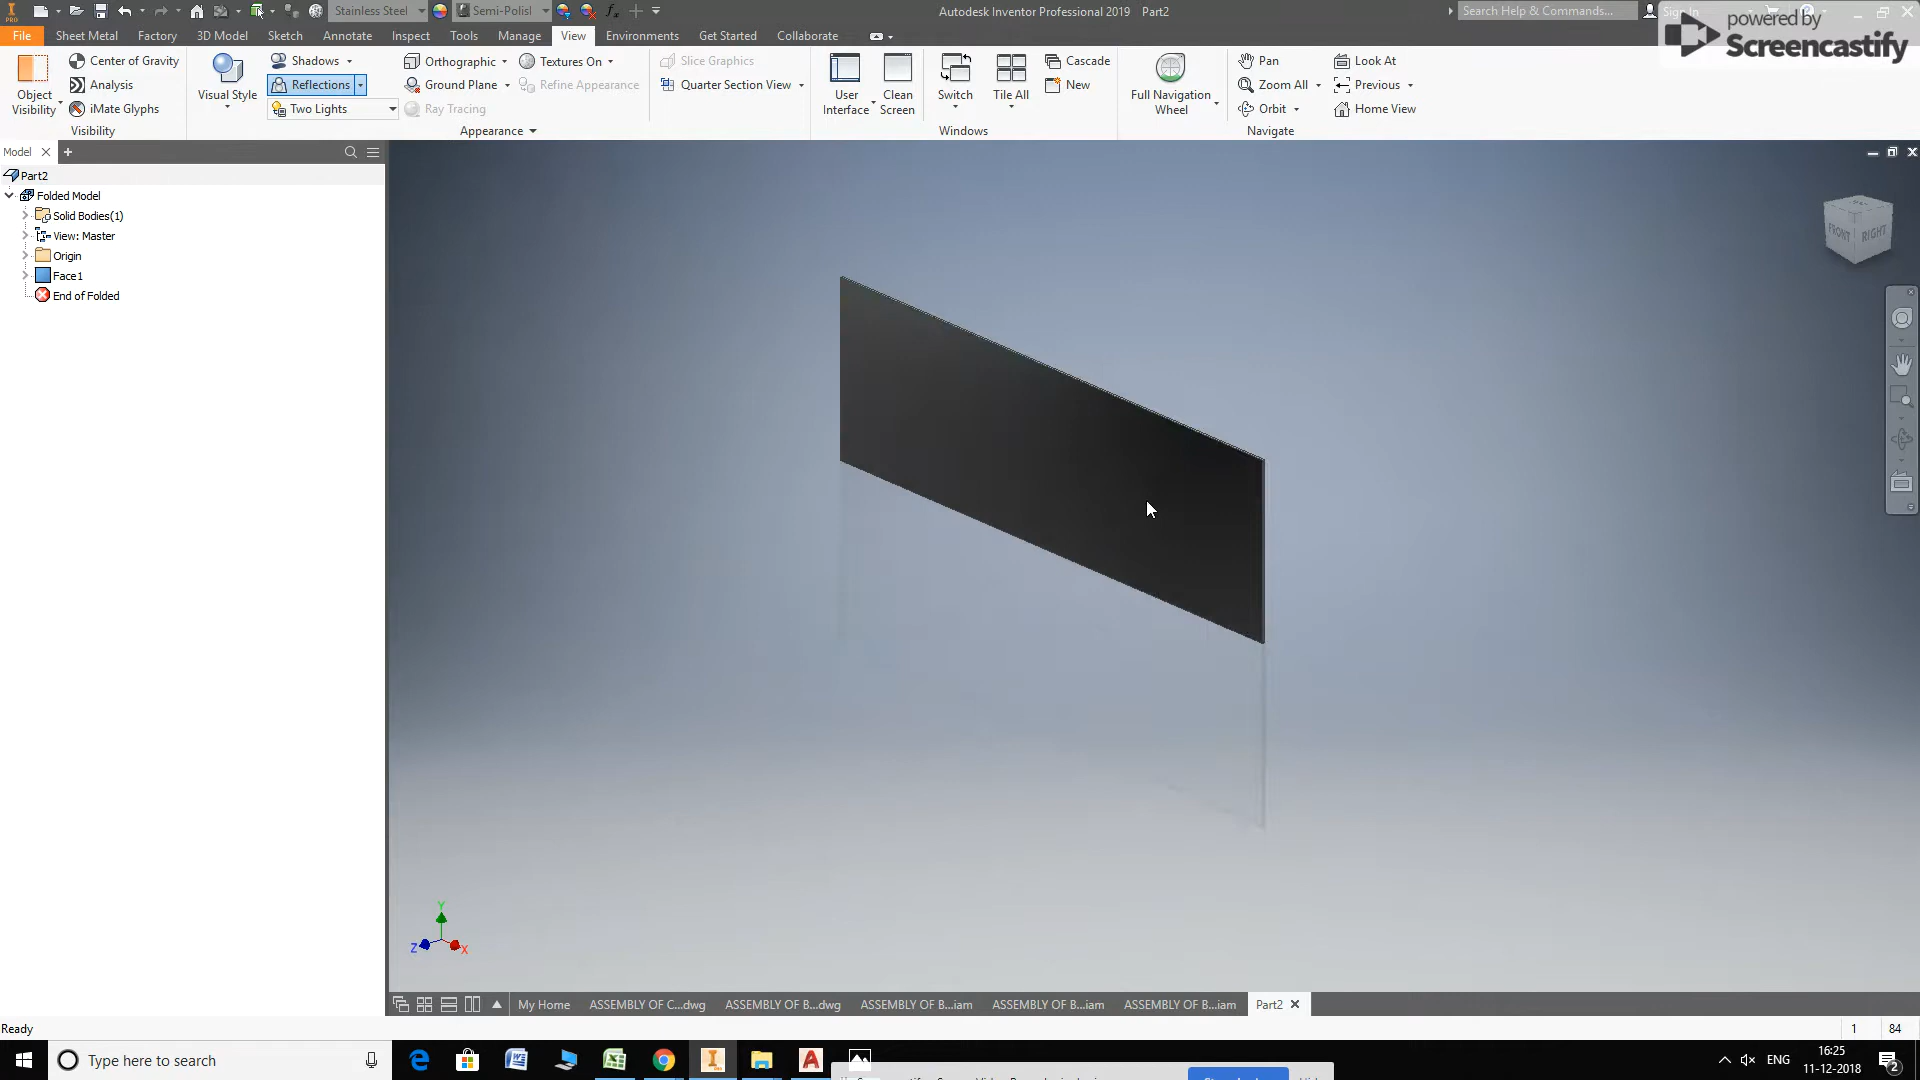 Stainless Steel
Semi-Polisl
Autodesk Inventor Professional 2019 Part2
Search Help & Commands...
Sign In
powered by
Screencastify
File Sheet Metal Factory 3D Model Sketch Annotate Inspect Tools Manage View Environments Get Started Collaborate
Object
Visibility
Center of Gravity
Analysis
iMate Glyphs
Visibility
Visual Style
Shadows
Reflections
Two Lights
Orthographic
Ground Plane
Ray Tracing
Textures On
Refine Appearance
Appearance
Slice Graphics
Quarter Section View
User
Interface
Clean
Screen
Switch
Tile All
Cascade
New
Windows
Full Navigation
Wheel
Pan
Zoom All
Orbit
Look At
Previous
Home View
Navigate
Model
Part2
Folded Model
Solid Bodies(1)
View: Master
Origin
Face1
End of Folded
FRONT RIGHT
Y
Z X
My Home ASSEMBLY OF C...dwg ASSEMBLY OF B...dwg ASSEMBLY OF B...iam ASSEMBLY OF B...iam ASSEMBLY OF B...iam Part2
Ready
1 84
Type here to search
ENG
16:25
11-12-2018
2